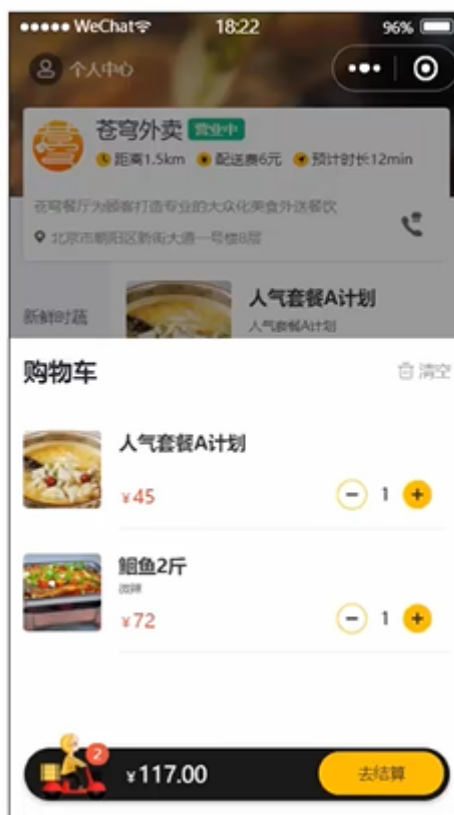 ●●●●● WeChat
18:22
96%
个人中心
苍穹外卖 营业中
距离1.5km 配送费6元 预计时长12min
苍穹餐厅为顾客打造专业的大众化美食外送餐饮
北京市朝阳区新街大道一号楼8层
新鲜时蔬
人气套餐A计划
人气套餐A计划
购物车
清空
人气套餐A计划
¥45
1
鮰鱼2斤
微辣
¥72
1
2
¥117.00
去结算